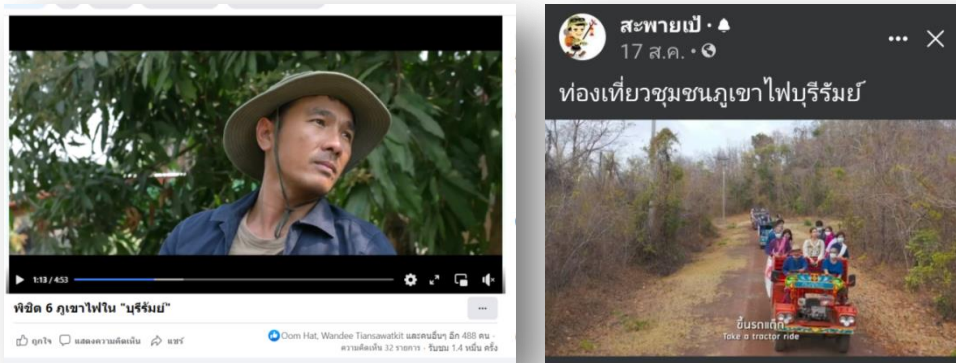 1:13 / 4:53
พิชิต 6 ภูเขาไฟใน "บุรีรัมย์"
ถูกใจ แสดงความคิดเห็น แชร์
Oom Hat, Wandee Tiansawatkit และคนอื่นๆ อีก 488 คน ·
ความคิดเห็น 32 รายการ · รับชม 1.4 หมื่น ครั้ง
สะพายเป้ ·
17 ส.ค. ·
ท่องเที่ยวชุมชนภูเขาไฟบุรีรัมย์
ขึ้นรถแต๊ก
Take a tractor ride